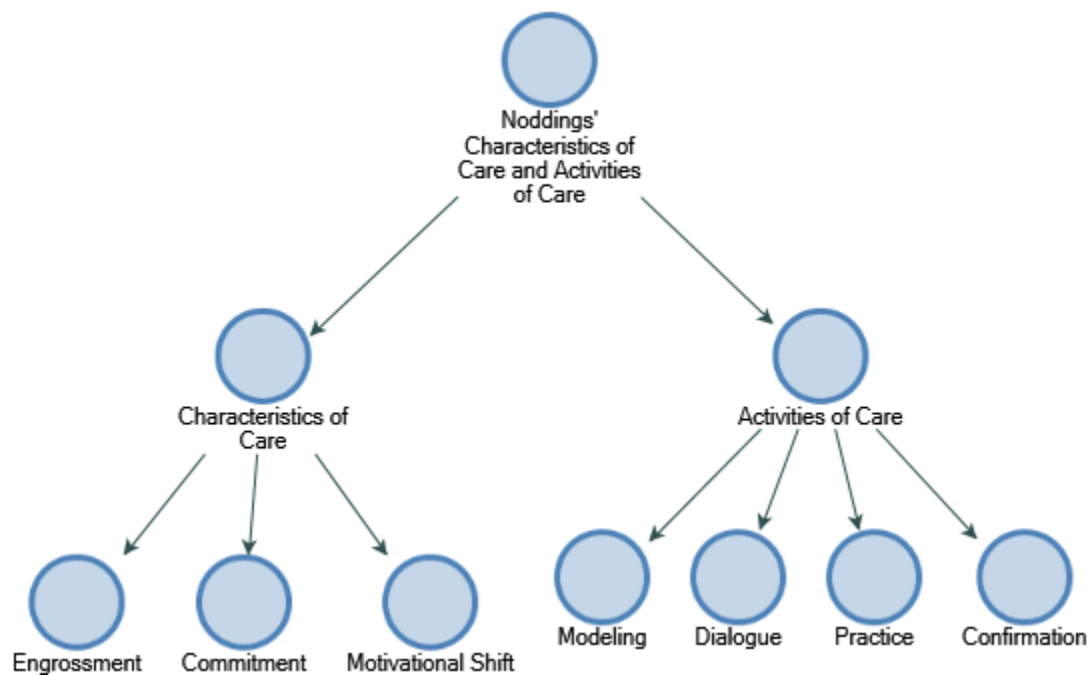 Noddings'
Characteristics of
Care and Activities
of Care
Characteristics of
Care
Activities of Care
Engrossment
Commitment
Motivational Shift
Modeling
Dialogue
Practice
Confirmation